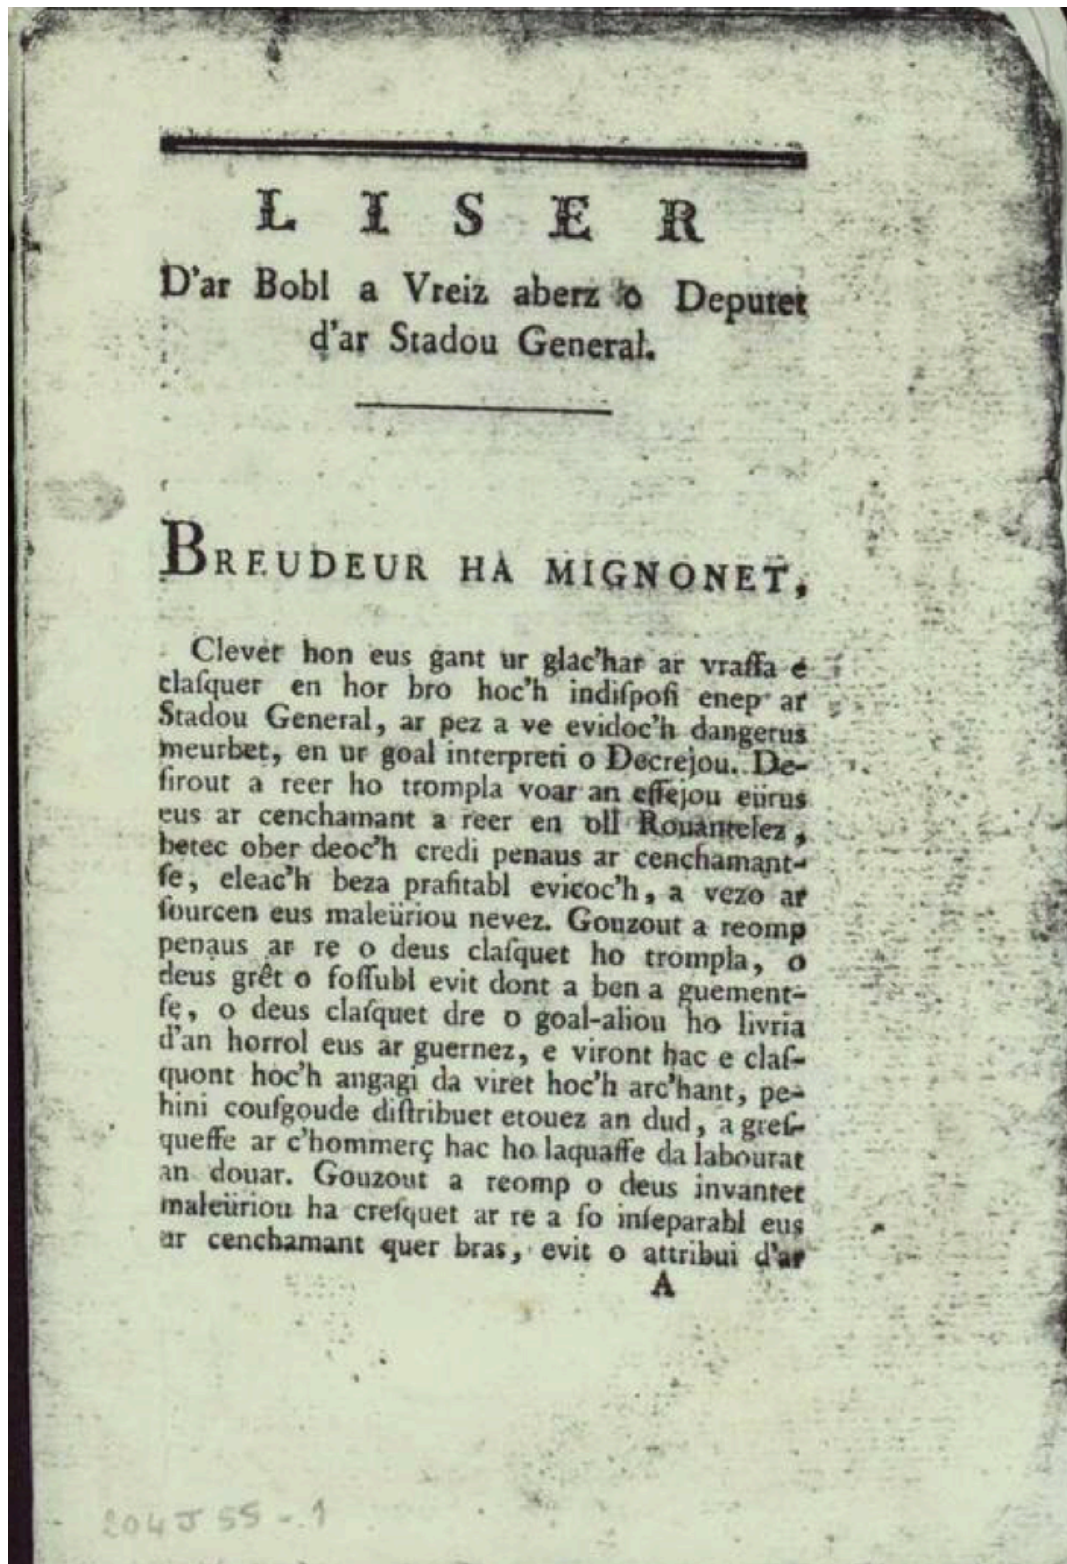 LISER
D'ar Bobl a Vreiz aberz o Deputet
d'ar Stadou General.
BREUDEUR HA MIGNONET,
Clevet hon eus gant ur glac'har ar vraſſa e
claſquer en hor bro hoc'h indiſpoſi enep ar
Stadou General, ar pez a ve evidoc'h dangerus
meurbet, en ur goal interpreti o Decrejou. De-
ſirout a reer ho trompla voar an effejou eürus
eus ar cenchamant a reer en oll Rouantelez,
betec ober deoc'h credi penaus ar cenchamant-
ſe, eleac'h beza prafitabl evicoc'h, a vezo ar
ſourcen eus maleüriou nevez. Gouzout a reomp
penaus ar re o deus claſquet ho trompla, o
deus grêt o foſſubl evit dont a ben a guement-
ſe, o deus claſquet dre o goal-aliou ho livria
d'an horrol eus ar guernez, e viront hac e claſ-
quont hoc'h angagi da viret hoc'h arc'hant, pe-
hini couſgoude diſtribuet etouez an dud, a greſ-
queſſe ar c'hommerç hac ho laquaſſe da labourat
an douar. Gouzout a reomp o deus invantet
maleüriou ha creſquet ar re a ſo inſeparabl eus
ar cenchamant quer bras, evit o attribui d'ar
A
204 J 55 - 1